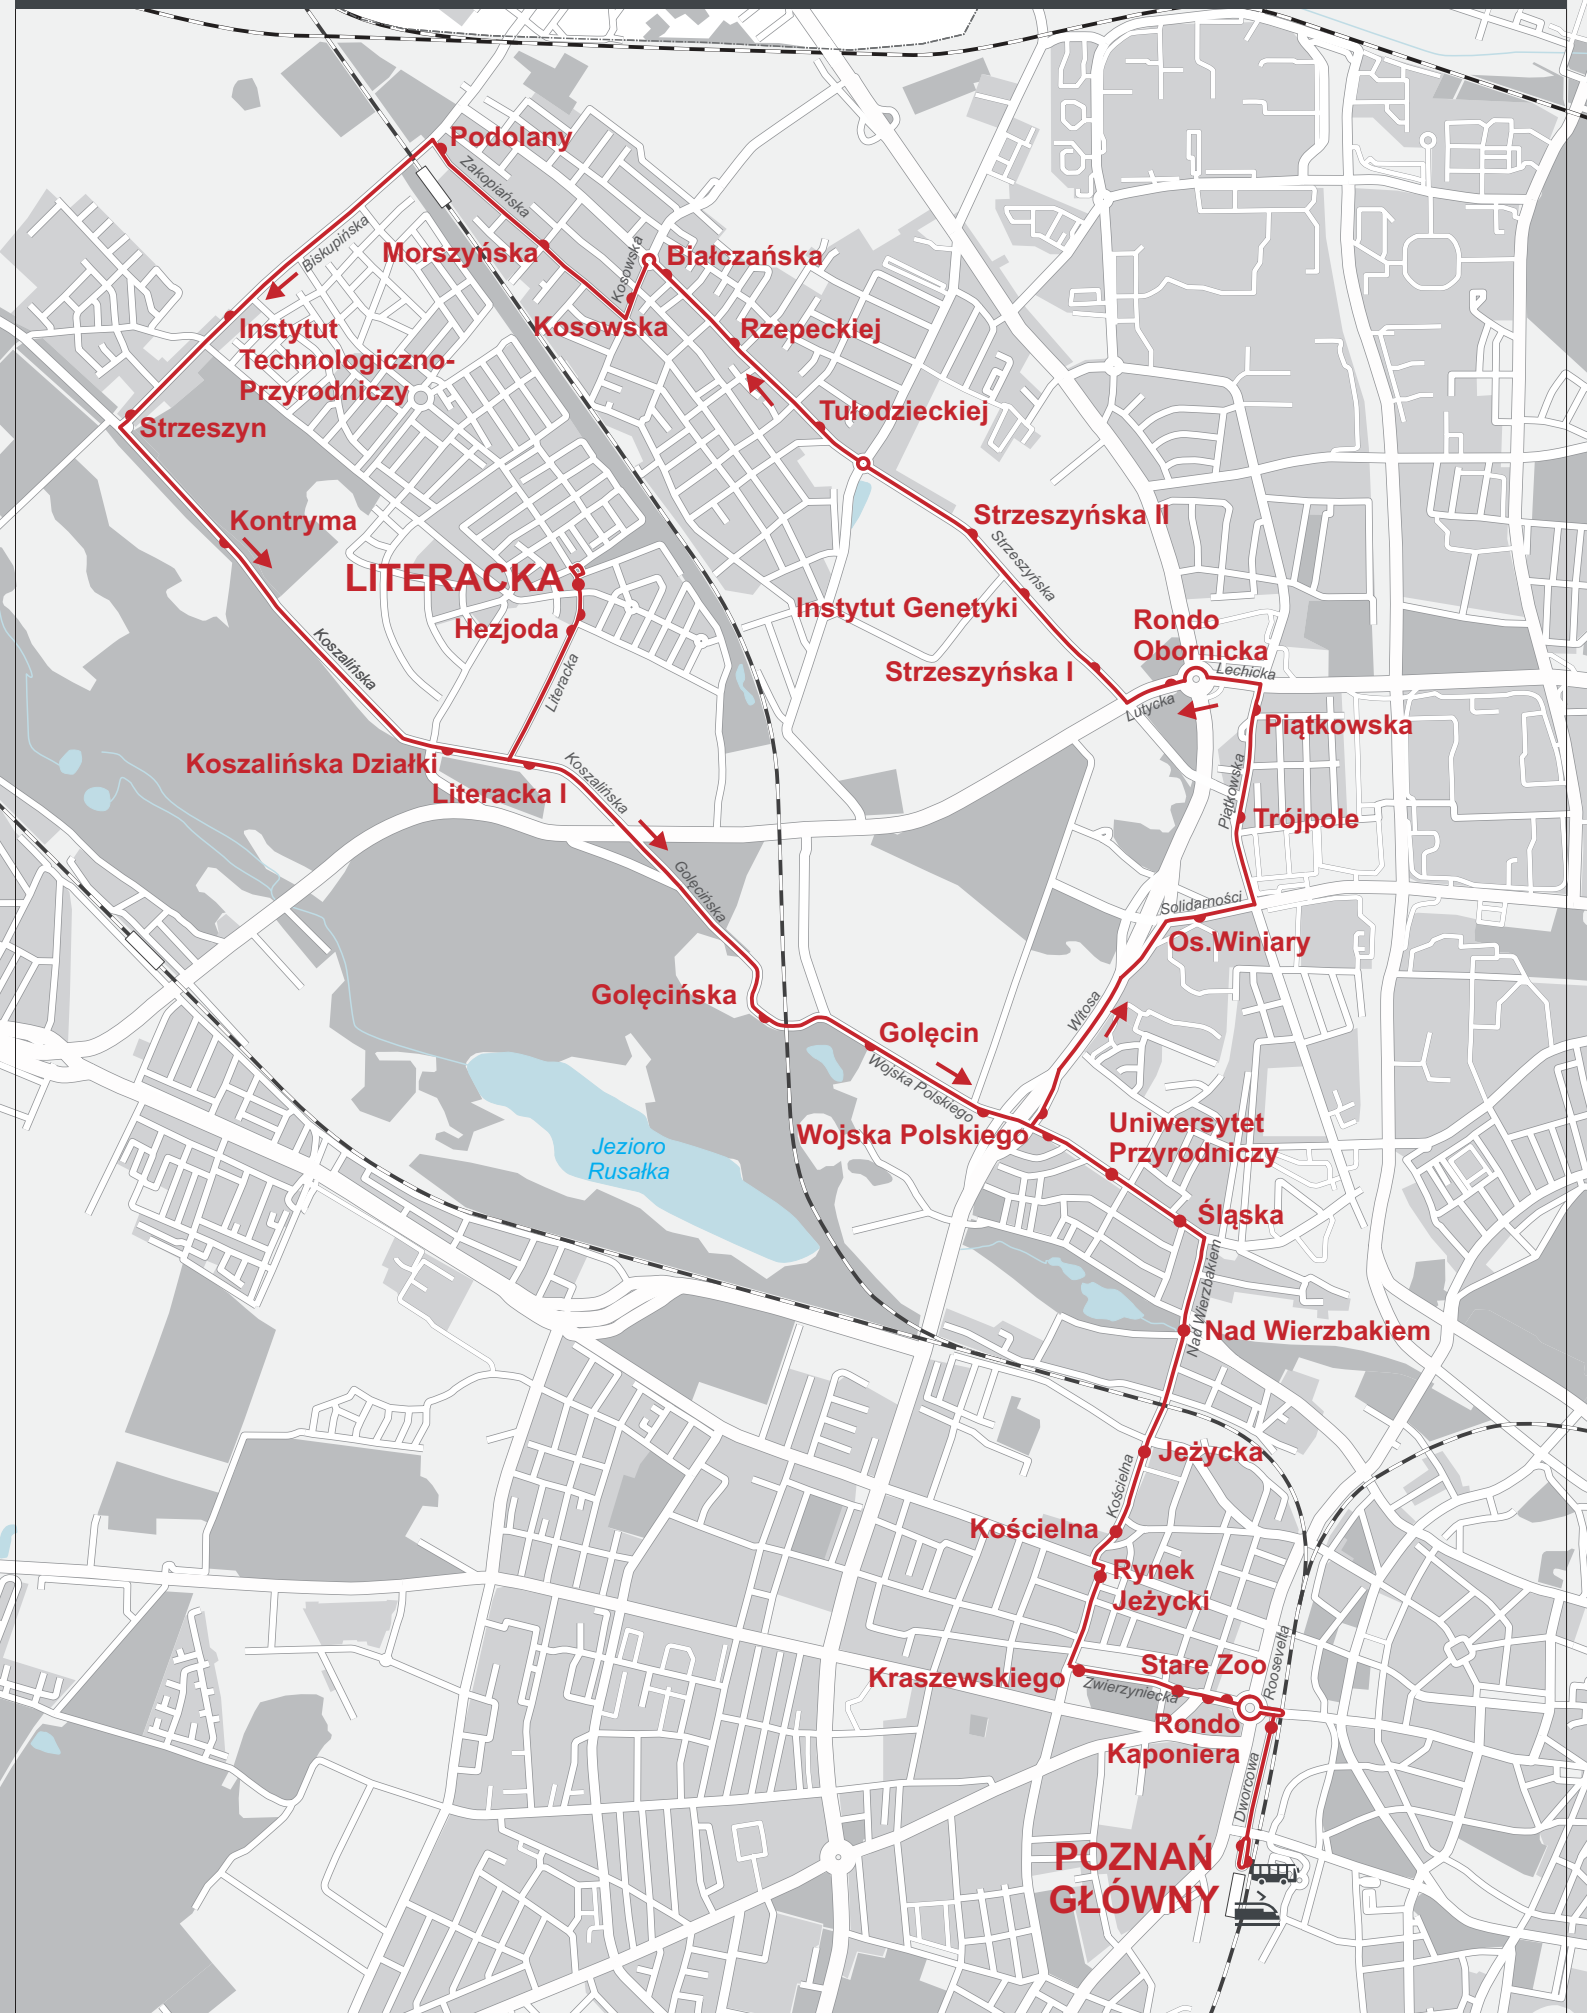 Podolany
Zakopiańska
Biskupińska
Morszyńska
Kosowska
Białczańska
Kosowska
Instytut
Technologiczno-
Przyrodniczy
Rzepeckiej
Tułodzieckiej
Strzeszyn
Kontryma
Strzeszyńska II
Strzeszyńska
LITERACKA
Instytut Genetyki
Hezjoda
Rondo
Obornicka
Lechicka
Strzeszyńska I
Lutycka
Koszalińska
Literacka
Piątkowska
Piątkowska
Koszalińska Działki
Literacka I
Koszalińska
Trójpole
Golęcińska
Solidarności
Os.Winiary
Golęcińska
Witosa
Golęcin
Wojska Polskiego
Wojska Polskiego
Uniwersytet
Przyrodniczy
Jezioro
Rusałka
Śląska
Nad Wierzbakiem
Nad Wierzbakiem
Jeżycka
Kościelna
Kościelna
Rynek
Jeżycki
Stare Zoo
Roosevelta
Kraszewskiego
Zwierzyniecka
Rondo
Kaponiera
Dworcowa
POZNAŃ
GŁÓWNY